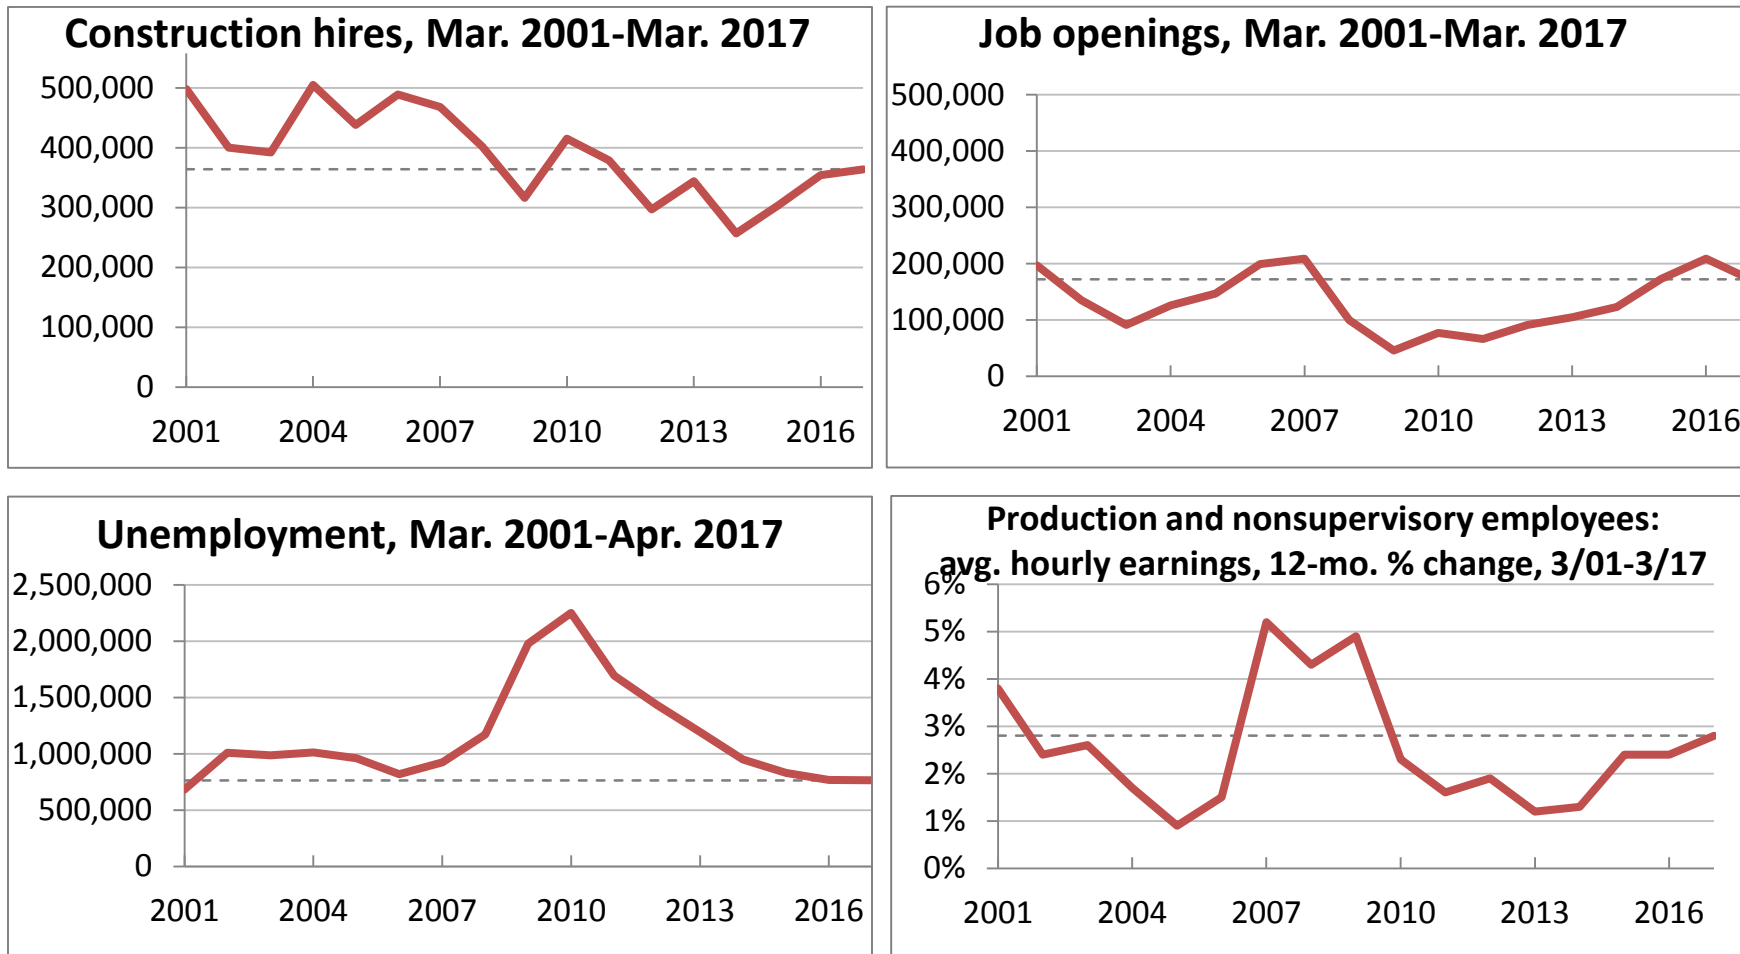 Construction hires, Mar. 2001-Mar. 2017
500,000
400,000
300,000
200,000
100,000
0
2001 2004 2007 2010 2013 2016
Job openings, Mar. 2001-Mar. 2017
500,000
400,000
300,000
200,000
100,000
0
2001 2004 2007 2010 2013 2016
Unemployment, Mar. 2001-Apr. 2017
2,500,000
2,000,000
1,500,000
1,000,000
500,000
0
2001 2004 2007 2010 2013 2016
Production and nonsupervisory employees:
avg. hourly earnings, 12-mo. % change, 3/01-3/17
6%
5%
4%
3%
2%
1%
0%
2001 2004 2007 2010 2013 2016